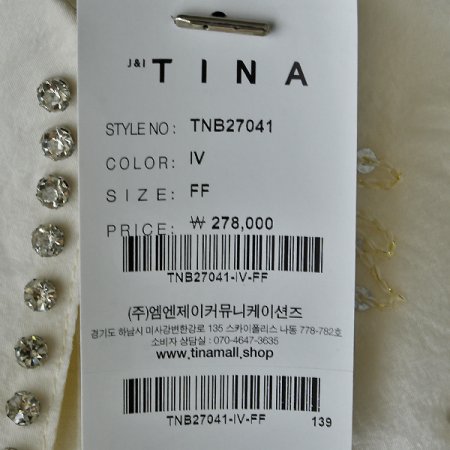 J&I TINA
STYLE NO : TNB27041
COLOR : IV
SIZE : FF
PRICE : ₩ 278,000
TNB27041-IV-FF
(주)엠엔제이커뮤니케이션즈
경기도 하남시 미사강변한강로 135 스카이폴리스 나동 778-782호
소비자 상담실 : 070-4647-3635
www.tinamall.shop
TNB27041-IV-FF
139